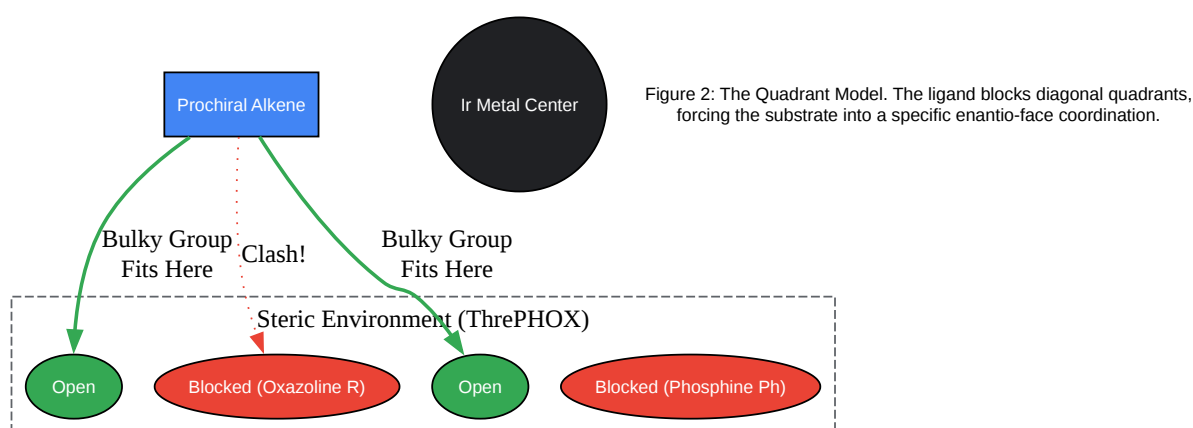 Prochiral Alkene
Ir Metal Center
Figure 2: The Quadrant Model. The ligand blocks diagonal quadrants,
forcing the substrate into a specific enantio-face coordination.
Bulky Group
Fits Here
Clash!
Bulky Group
Fits Here
Steric Environment (ThrePHOX)
Open
Blocked (Oxazoline R)
Open
Blocked (Phosphine Ph)